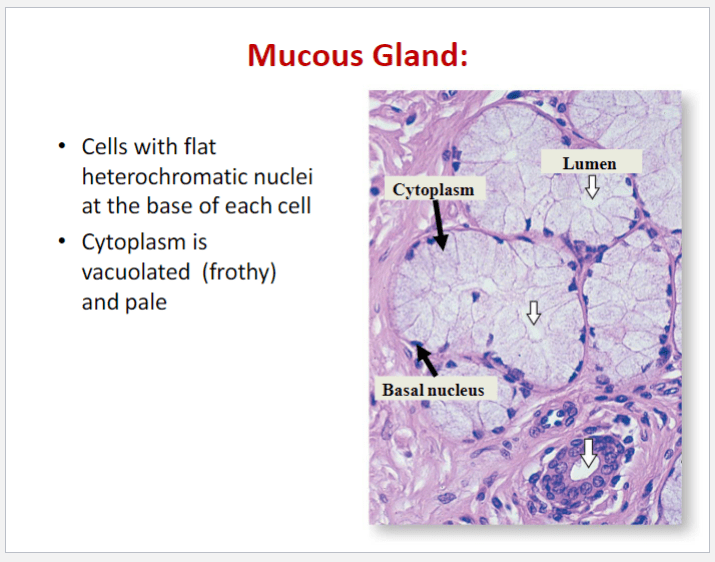 Mucous Gland:
• Cells with flat
heterochromatic nuclei
at the base of each cell
• Cytoplasm is
vacuolated  (frothy)
and pale
Lumen
Cytoplasm
Basal nucleus